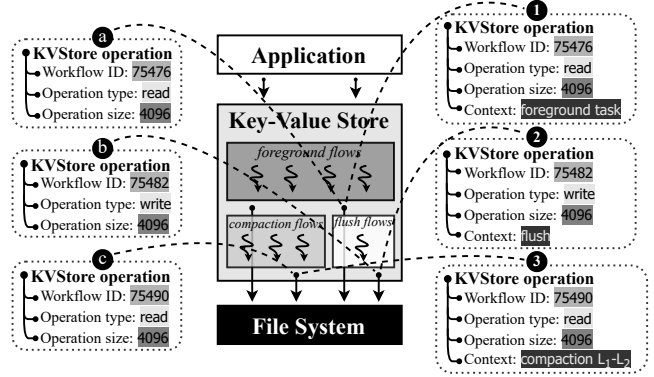 a
KVStore operation
Workflow ID: 75476
Operation type: read
Operation size: 4096
b
KVStore operation
Workflow ID: 75482
Operation type: write
Operation size: 4096
c
KVStore operation
Workflow ID: 75490
Operation type: read
Operation size: 4096
Application
Key-Value Store
foreground flows
compaction flows
flush flows
File System
1
KVStore operation
Workflow ID: 75476
Operation type: read
Operation size: 4096
Context: foreground task
2
KVStore operation
Workflow ID: 75482
Operation type: write
Operation size: 4096
Context: flush
3
KVStore operation
Workflow ID: 75490
Operation type: read
Operation size: 4096
Context: compaction L₁-L₂